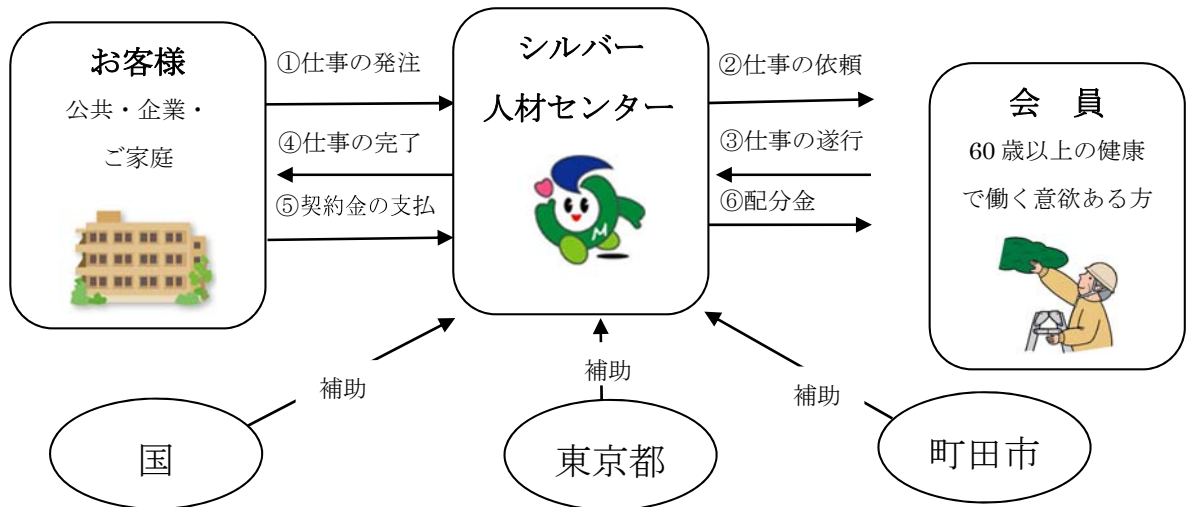 お客様
公共・企業・
ご家庭
①仕事の発注
④仕事の完了
⑤契約金の支払
シルバー
人材センター
M
②仕事の依頼
③仕事の遂行
⑥配分金
会 員
60歳以上の健康
で働く意欲ある方
補助
補助
補助
国
東京都
町田市